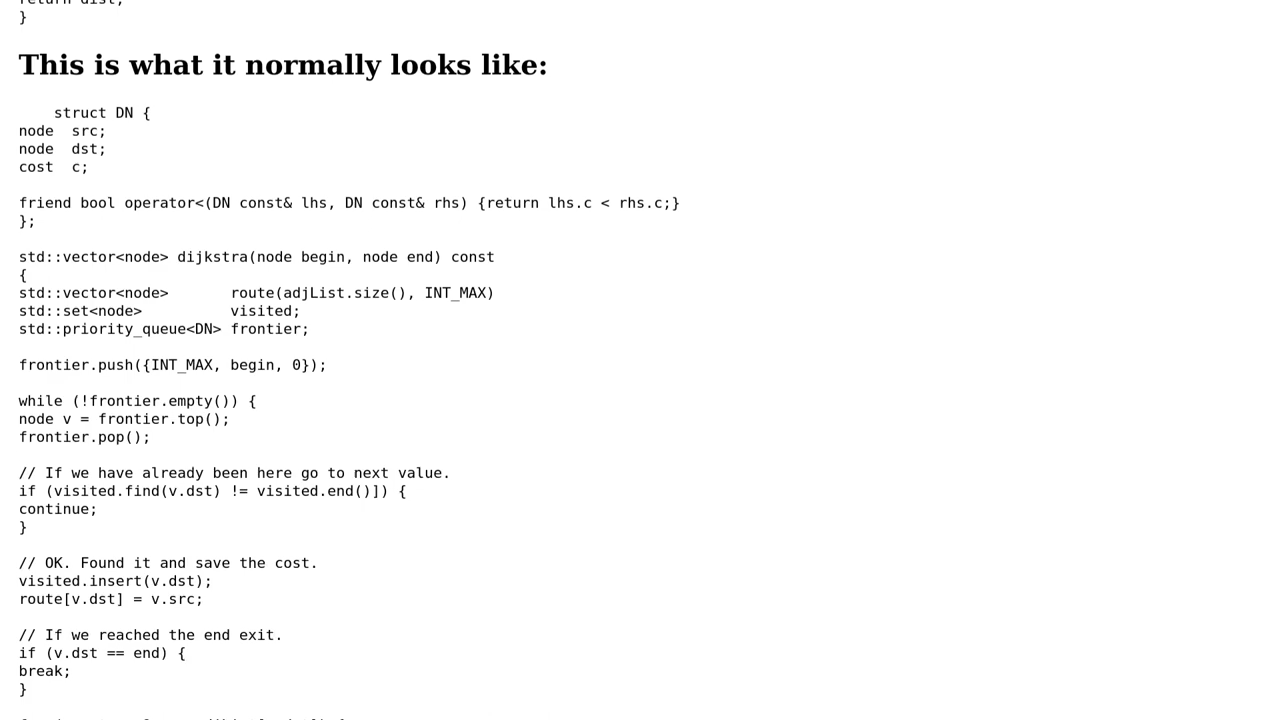 return dist;
}
This is what it normally looks like:
    struct DN {
node  src;
node  dst;
cost  c;

friend bool operator<(DN const& lhs, DN const& rhs) {return lhs.c < rhs.c;}
};

std::vector<node> dijkstra(node begin, node end) const
{
std::vector<node>       route(adjList.size(), INT_MAX)
std::set<node>          visited;
std::priority_queue<DN> frontier;

frontier.push({INT_MAX, begin, 0});

while (!frontier.empty()) {
node v = frontier.top();
frontier.pop();

// If we have already been here go to next value.
if (visited.find(v.dst) != visited.end()]) {
continue;
}

// OK. Found it and save the cost.
visited.insert(v.dst);
route[v.dst] = v.src;

// If we reached the end exit.
if (v.dst == end) {
break;
}